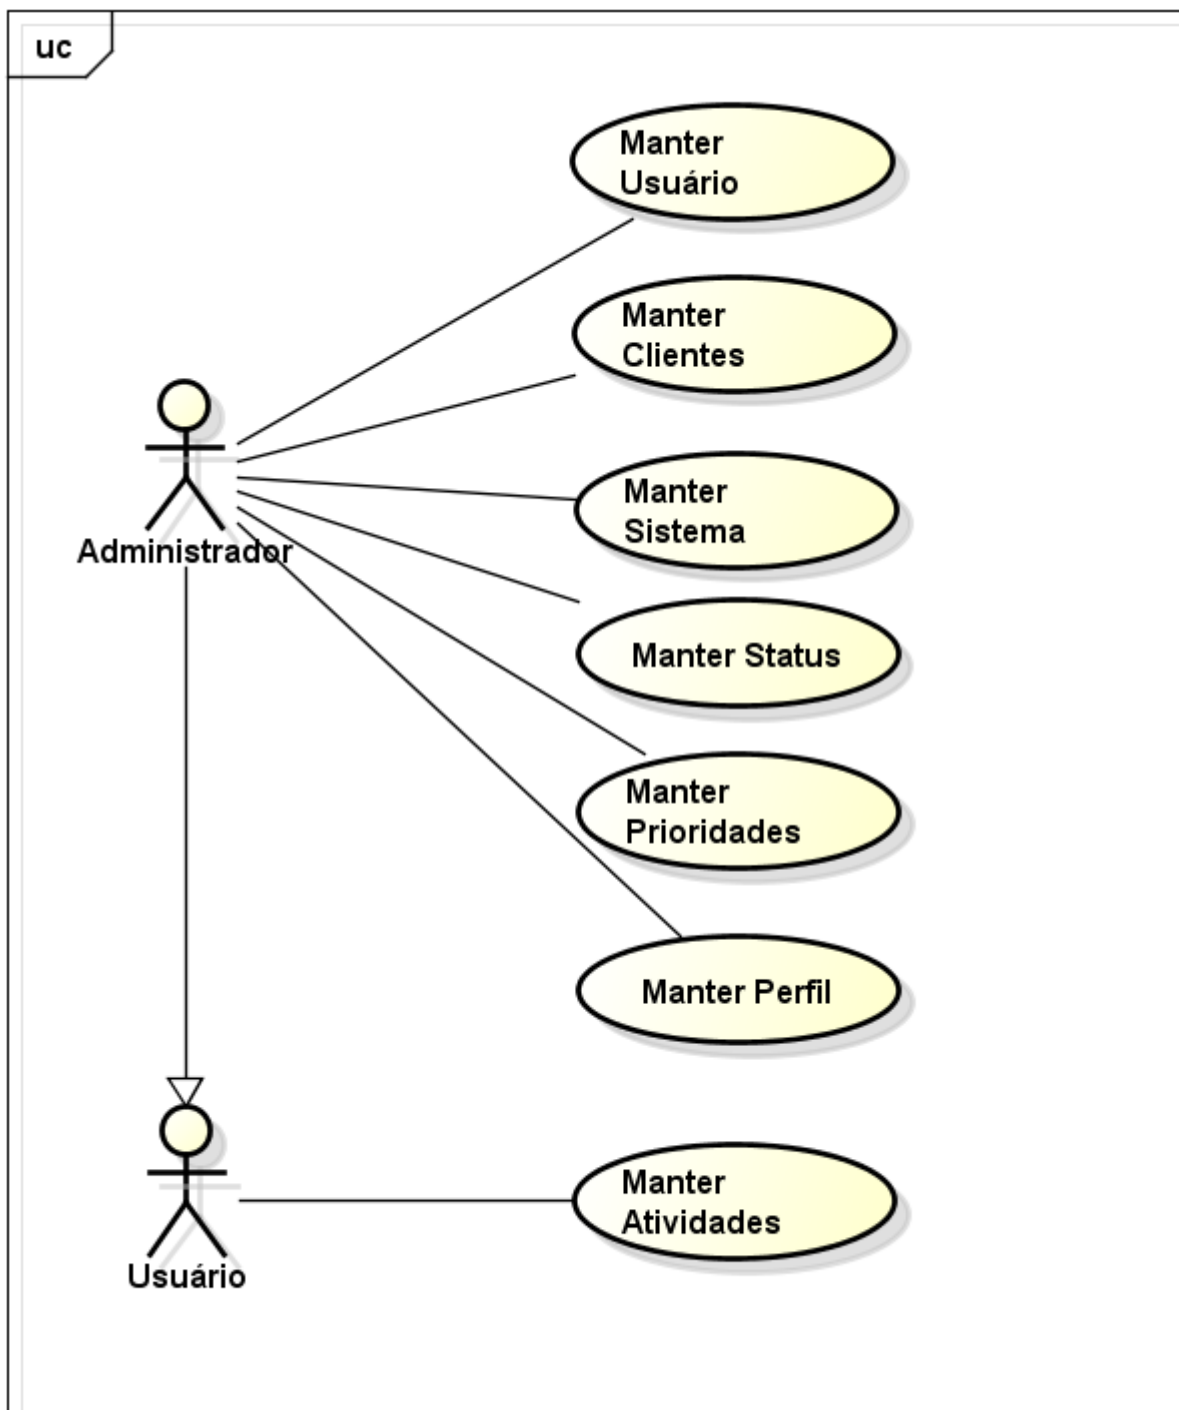 uc
Manter
Usuário
Manter
Clientes
Administrador
Manter
Sistema
Manter Status
Manter
Prioridades
Manter Perfil
Usuário
Manter
Atividades